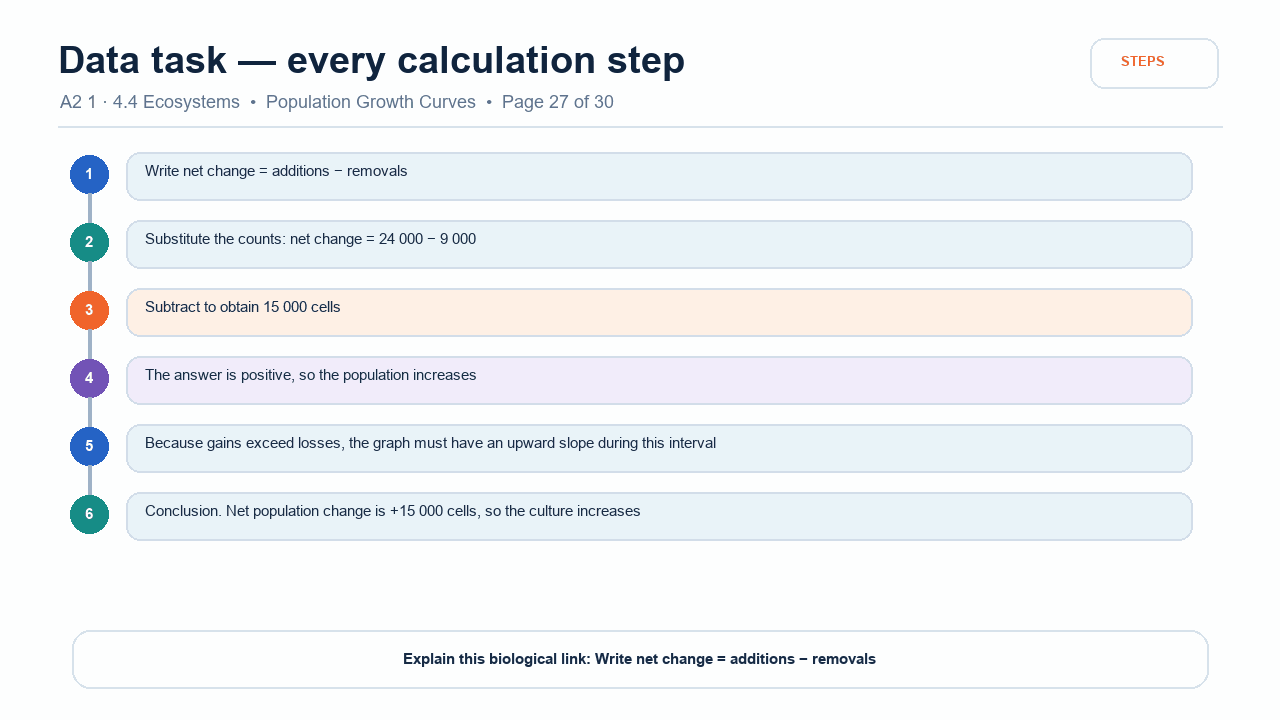 Data task — every calculation step
STEPS
A2 1 · 4.4 Ecosystems • Population Growth Curves • Page 27 of 30
1
Write net change = additions − removals
2
Substitute the counts: net change = 24 000 − 9 000
3
Subtract to obtain 15 000 cells
4
The answer is positive, so the population increases
5
Because gains exceed losses, the graph must have an upward slope during this interval
6
Conclusion. Net population change is +15 000 cells, so the culture increases
Explain this biological link: Write net change = additions − removals